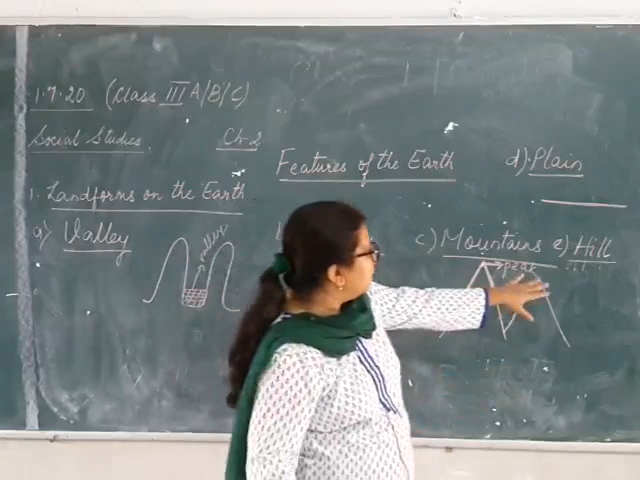 1.7.20 (Class III A/B/C)
Social Studies Ch-2
Features of the Earth
1. Landforms on the Earth
a) Valley
valley
c) Mountains
peak
d) Plain
e) Hill